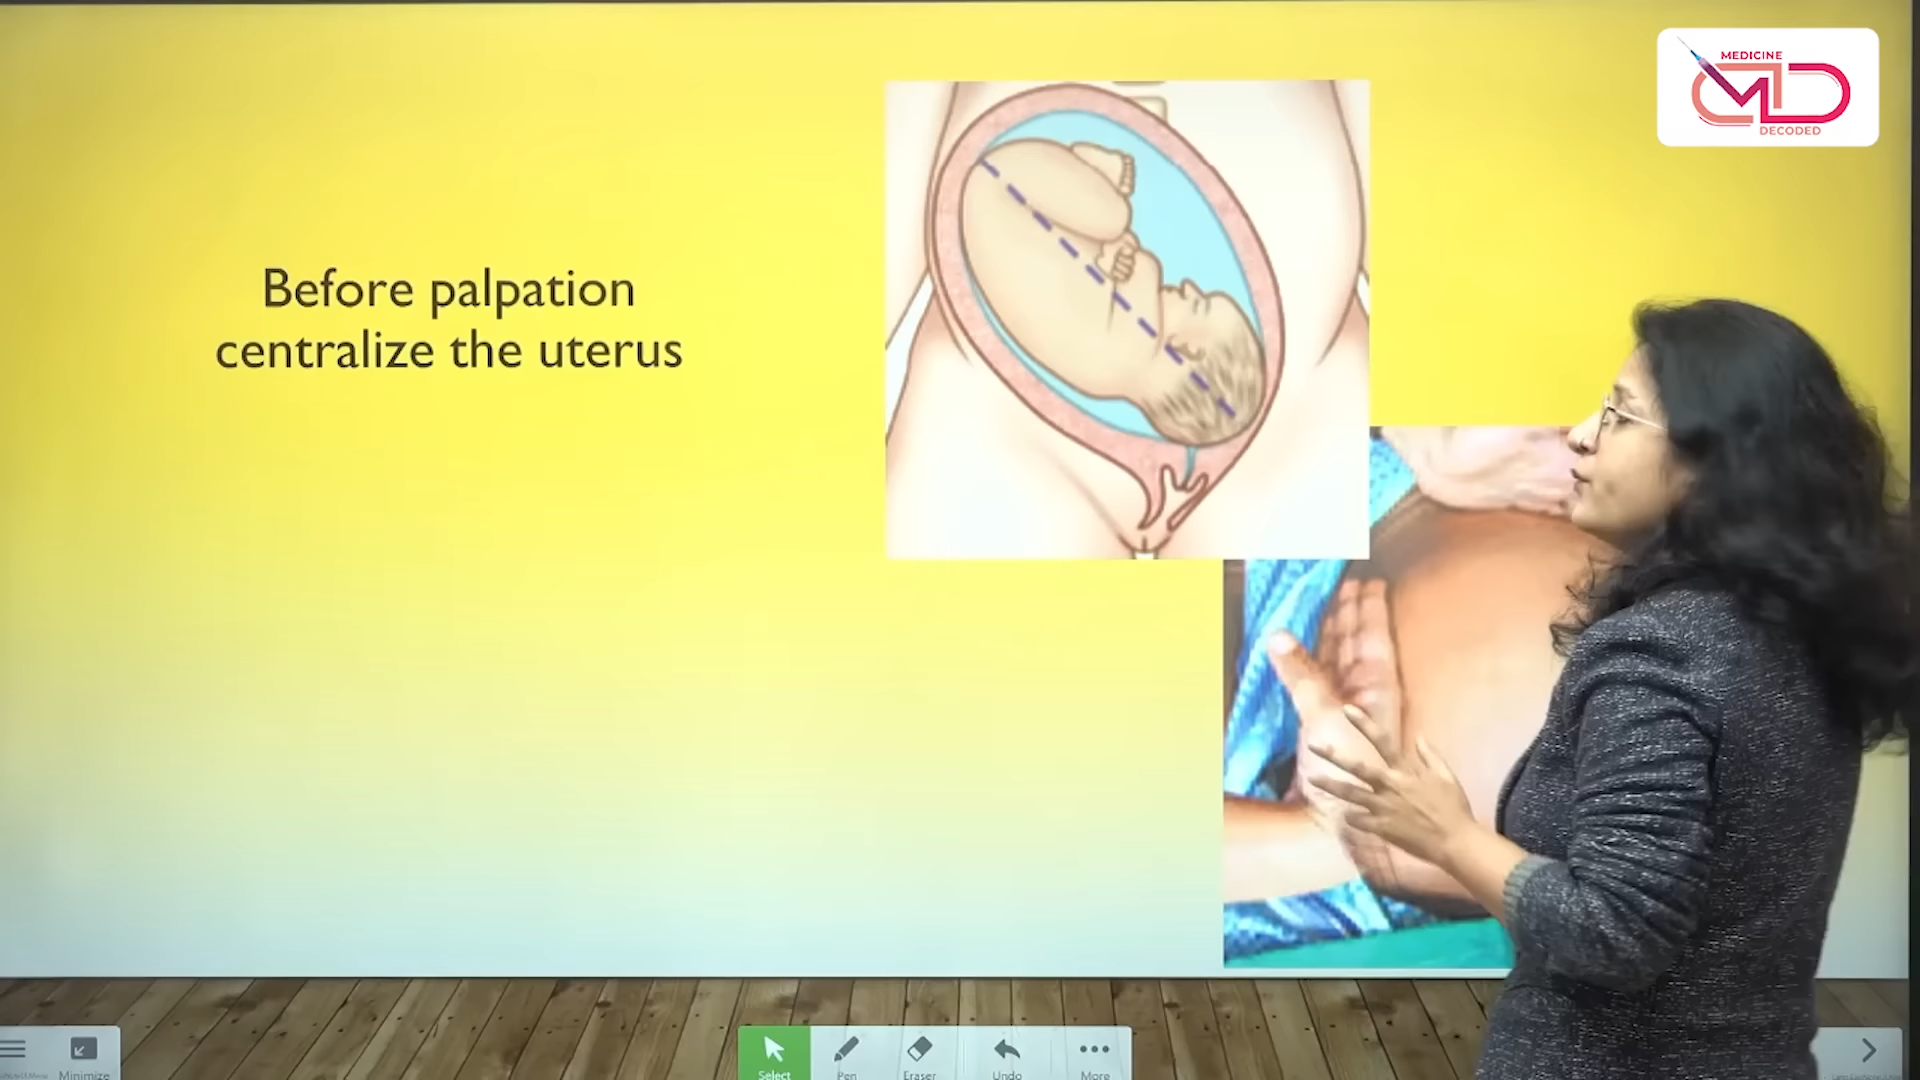 MEDICINE
DECODED
Before palpation
centralize the uterus
Minimize
Select
Pen
Eraser
Undo
More